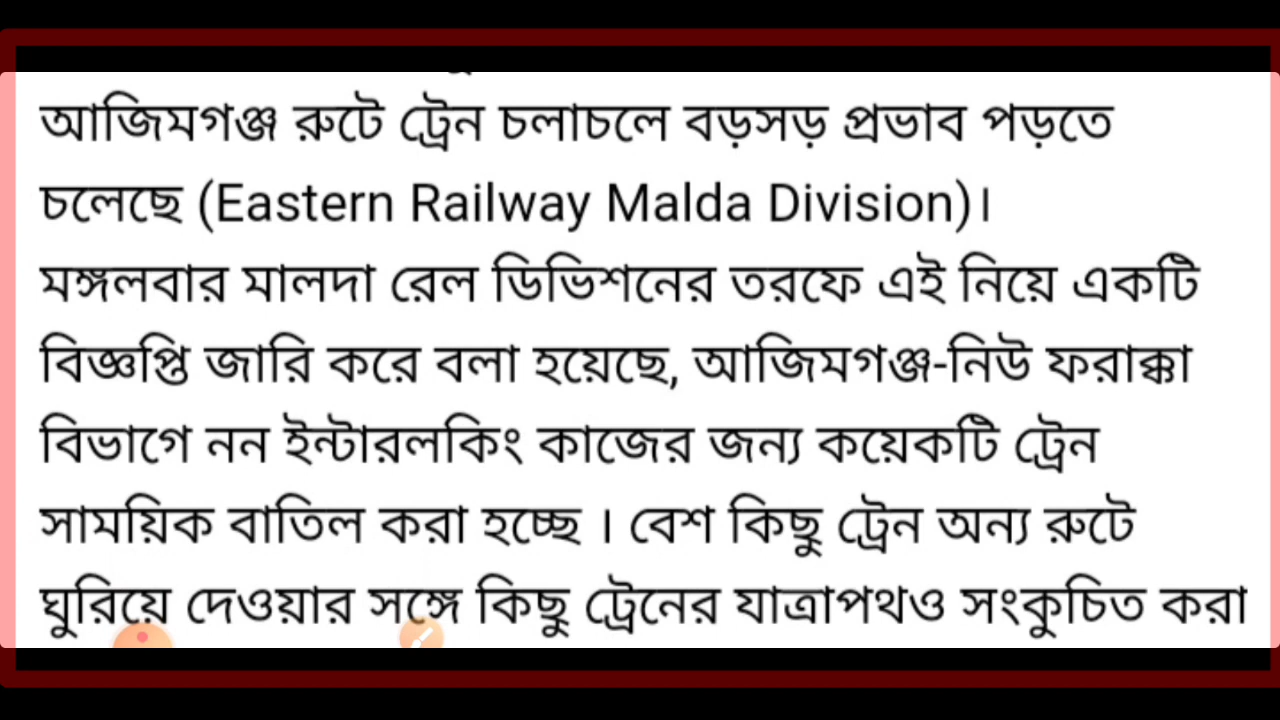 আজিমগঞ্জ রুটে ট্রেন চলাচলে বড়সড় প্রভাব পড়তে
চলেছে (Eastern Railway Malda Division)।
মঙ্গলবার মালদা রেল ডিভিশনের তরফে এই নিয়ে একটি
বিজ্ঞপ্তি জারি করে বলা হয়েছে, আজিমগঞ্জ-নিউ ফরাক্কা
বিভাগে নন ইন্টারলকিং কাজের জন্য কয়েকটি ট্রেন
সাময়িক বাতিল করা হচ্ছে । বেশ কিছু ট্রেন অন্য রুটে
ঘুরিয়ে দেওয়ার সঙ্গে কিছু ট্রেনের যাত্রাপথও সংকুচিত করা